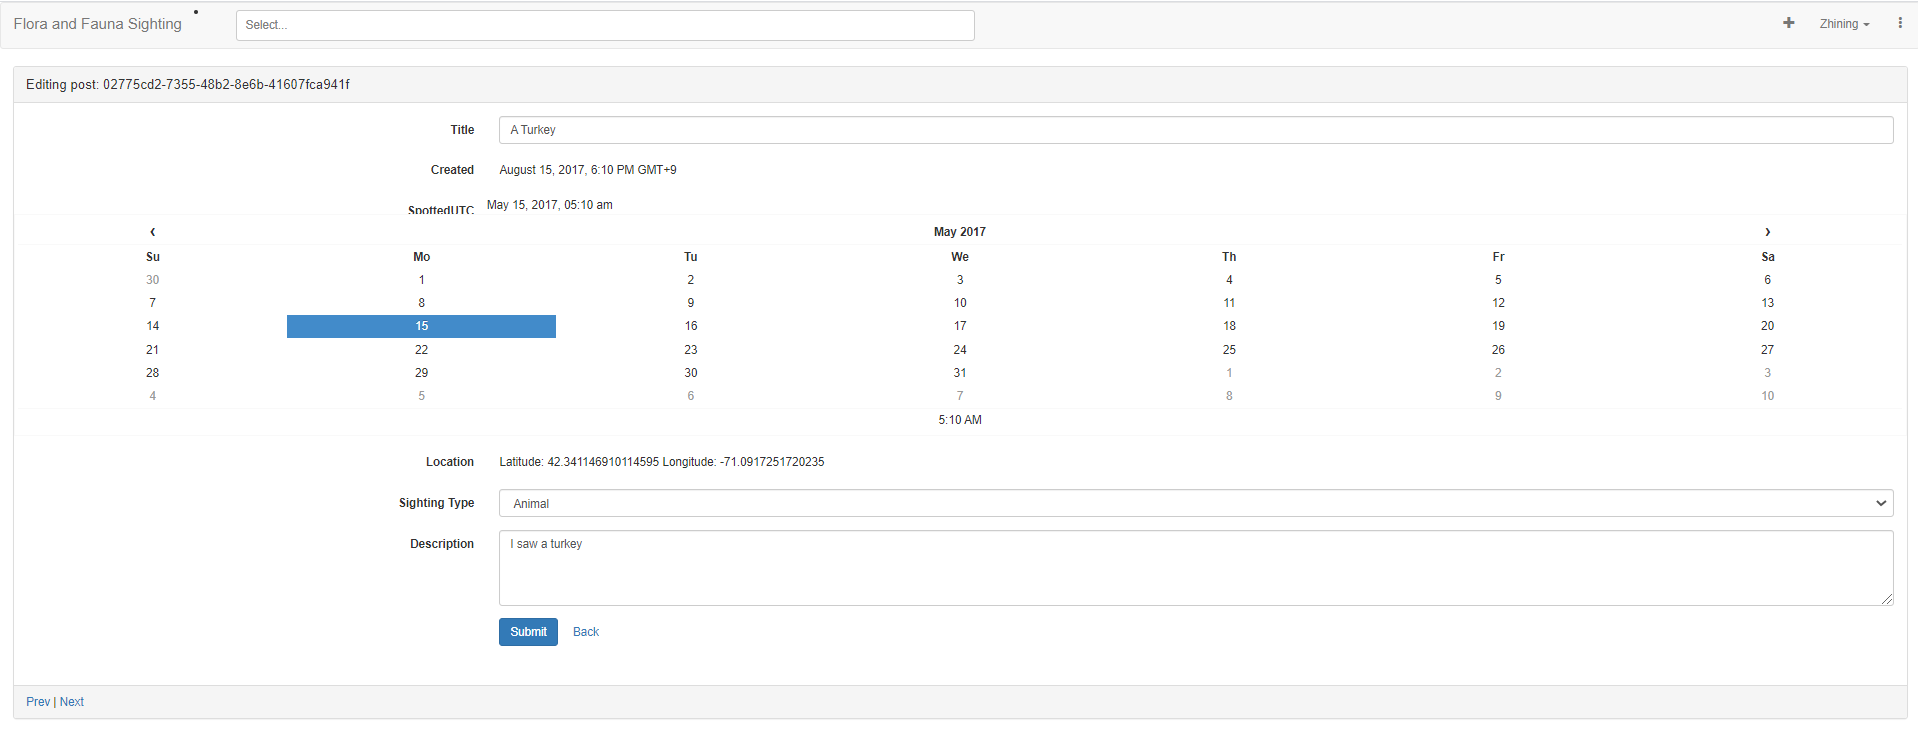 Flora and Fauna Sighting Select... Zhining
Editing post: 02775cd2-7355-48b2-8e6b-41607fca941f
Title A Turkey
Created August 15, 2017, 6:10 PM GMT+9
SpottedUTC May 15, 2017, 05:10 am
‹ May 2017 ›
Su Mo Tu We Th Fr Sa
30 1 2 3 4 5 6
7 8 9 10 11 12 13
14 15 16 17 18 19 20
21 22 23 24 25 26 27
28 29 30 31 1 2 3
4 5 6 7 8 9 10
5:10 AM
Location Latitude: 42.341146910114595 Longitude: -71.0917251720235
Sighting Type Animal
Description I saw a turkey
Submit Back
Prev | Next